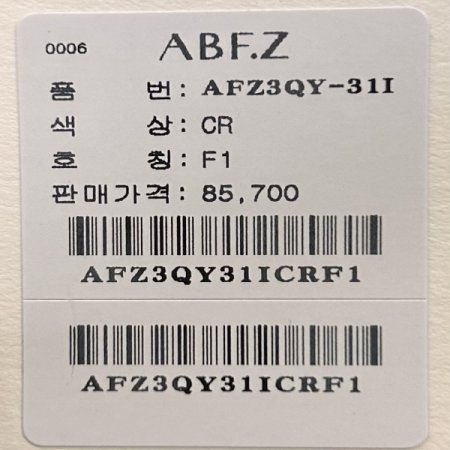 0006 ABF.Z
품 번: AFZ3QY-31I
색 상: CR
호 칭: F1
판매가격: 85,700
AFZ3QY31ICRF1
AFZ3QY31ICRF1